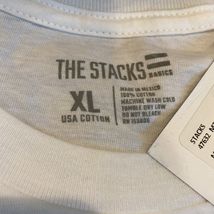 THE STACKS
BASICS
XL
USA COTTON
MADE IN MEXICO
100% COTTON
MACHINE WASH COLD
TUMBLE DRY LOW
DO NOT BLEACH
STACKS
47632